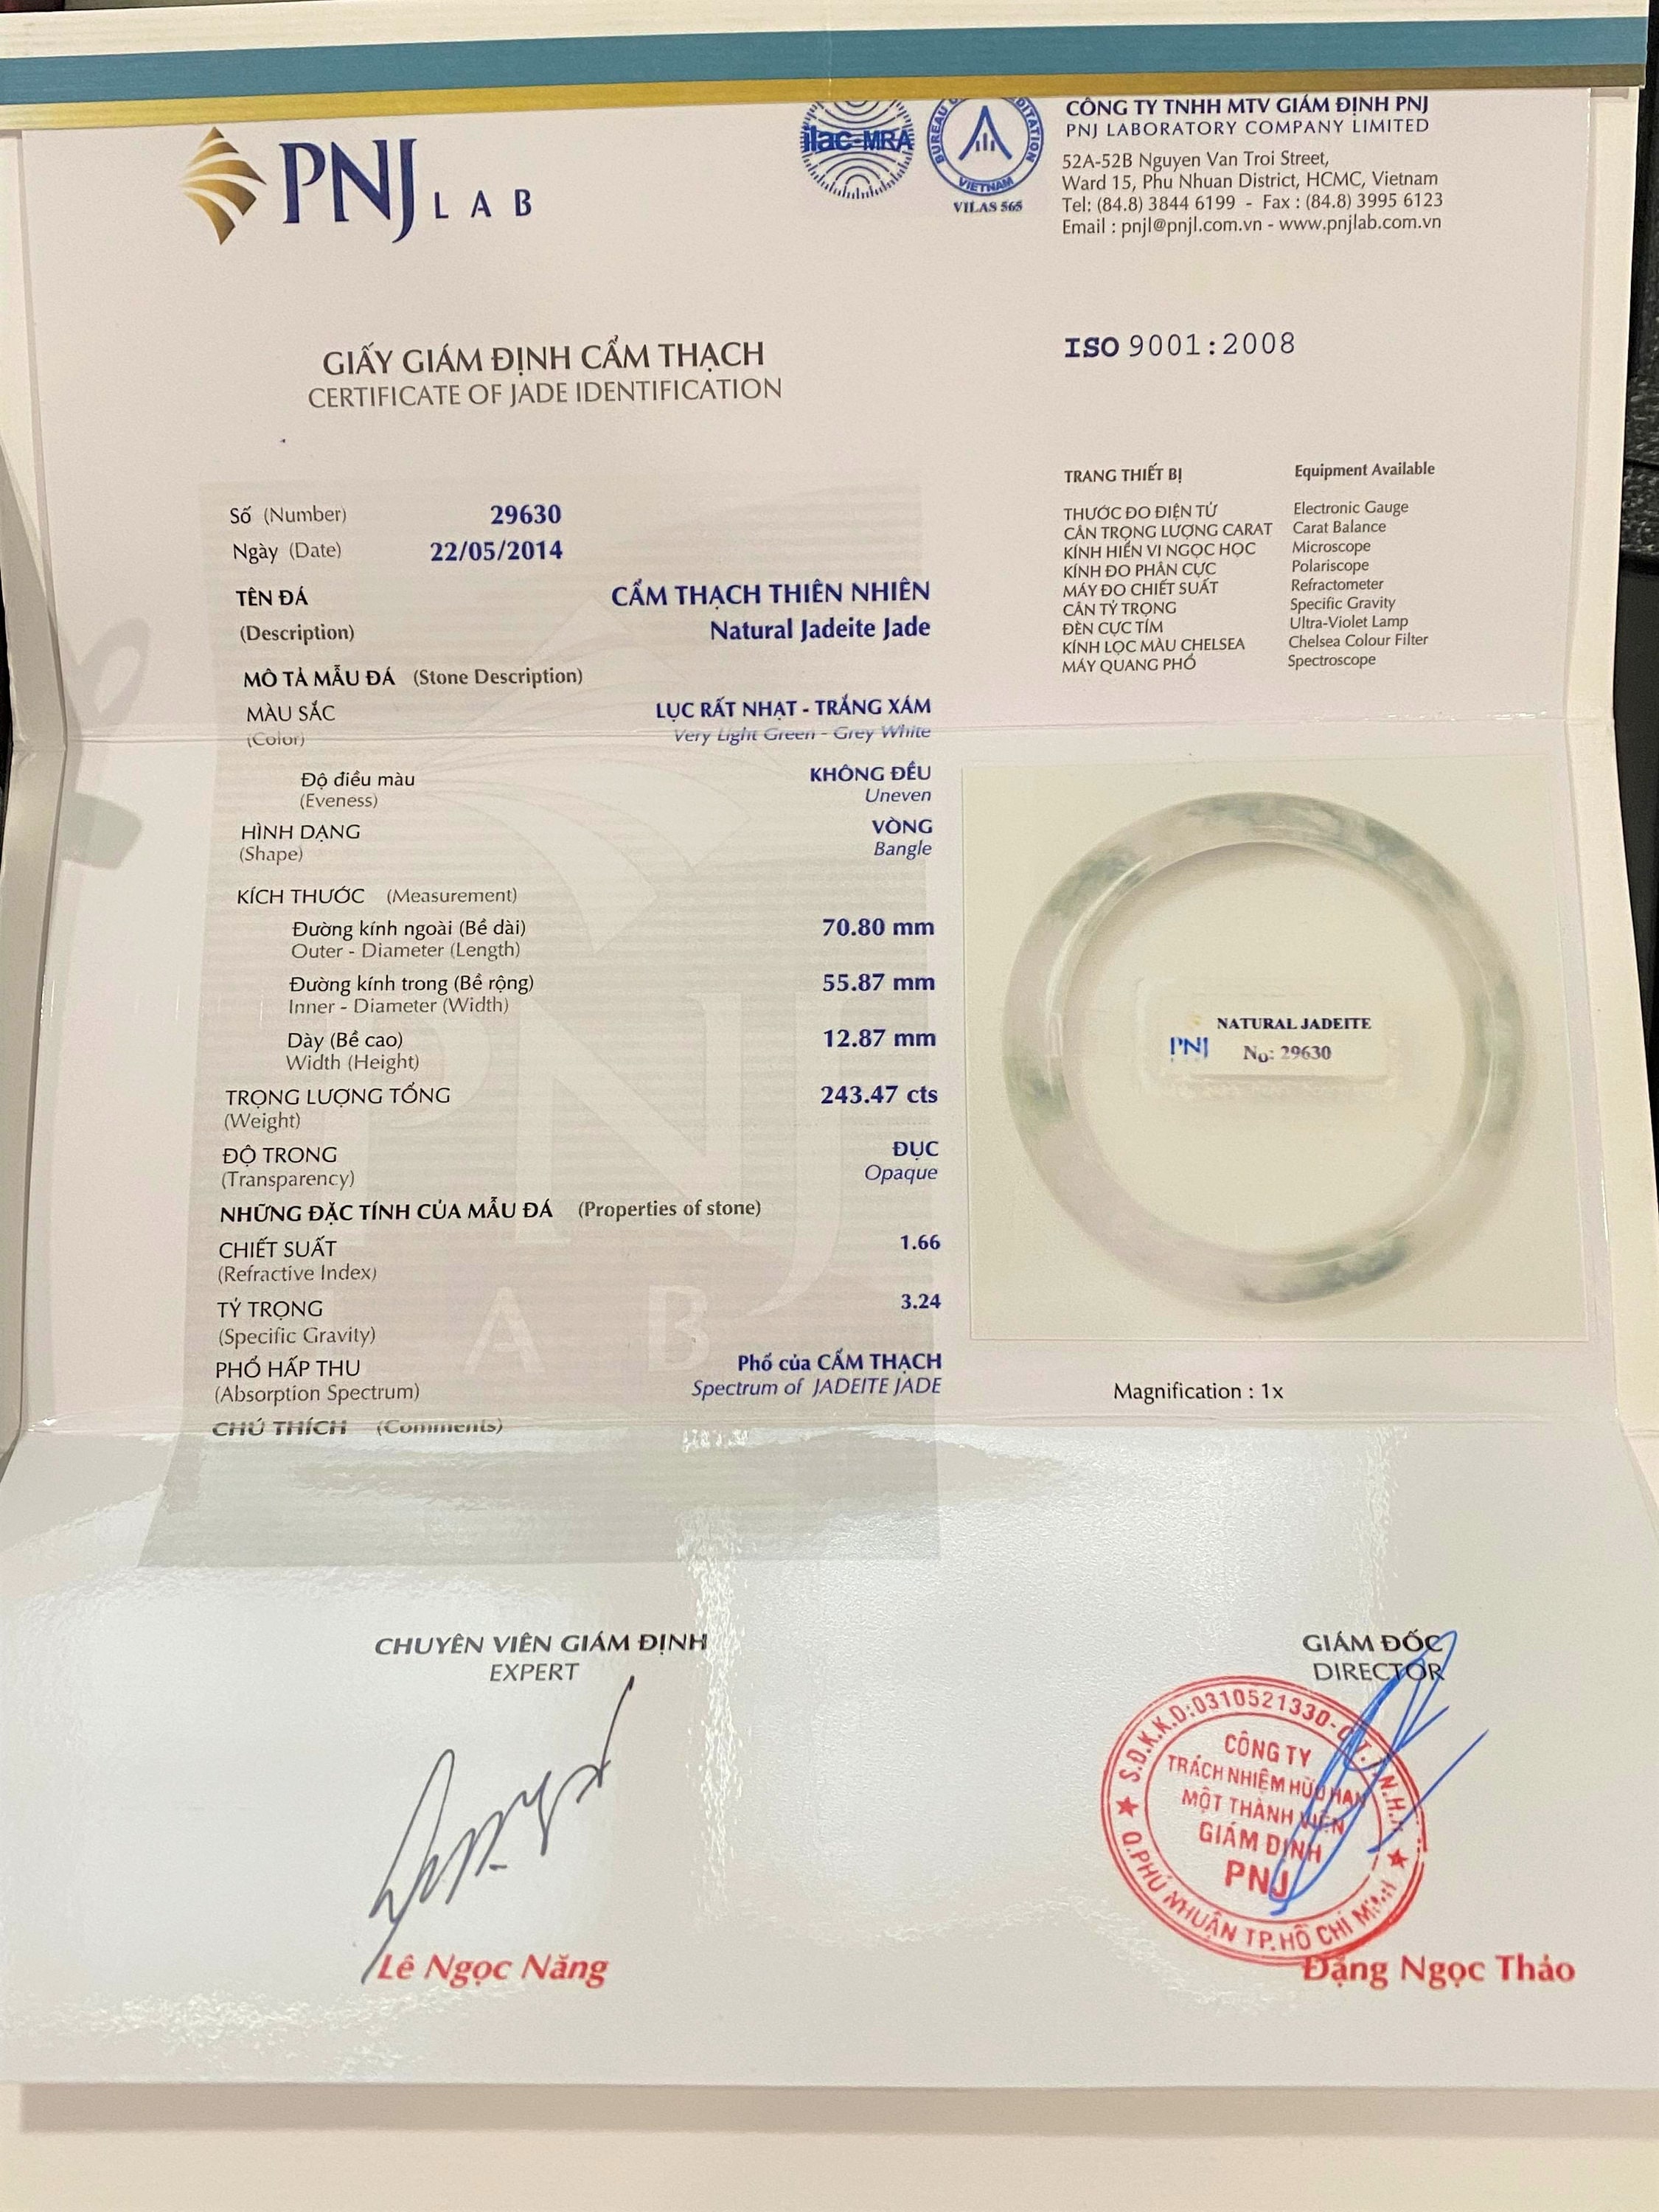 PNJ LAB
ilac-MRA
BUREAU
VIETNAM
VILAS 565
CÔNG TY TNHH MTV GIÁM ĐỊNH PNJ
PNJ LABORATORY COMPANY LIMITED
52A-52B Nguyen Van Troi Street,
Ward 15, Phu Nhuan District, HCMC, Vietnam
Tel: (84.8) 3844 6199 - Fax : (84.8) 3995 6123
Email : pnjl@pnjl.com.vn - www.pnjlab.com.vn
GIẤY GIÁM ĐỊNH CẨM THẠCH
CERTIFICATE OF JADE IDENTIFICATION
ISO 9001:2008
TRANG THIẾT BỊ Equipment Available
THƯỚC ĐO ĐIỆN TỬ Electronic Gauge
CÂN TRỌNG LƯỢNG CARAT Carat Balance
KÍNH HIỂN VI NGỌC HỌC Microscope
KÍNH ĐO PHÂN CỰC Polariscope
MÁY ĐO CHIẾT SUẤT Refractometer
CÂN TỶ TRỌNG Specific Gravity
ĐÈN CỰC TÍM Ultra-Violet Lamp
KÍNH LỌC MÀU CHELSEA Chelsea Colour Filter
MÁY QUANG PHỔ Spectroscope
Số (Number) 29630
Ngày (Date) 22/05/2014
TÊN ĐÁ CẨM THẠCH THIÊN NHIÊN
(Description) Natural Jadeite Jade
MÔ TẢ MẪU ĐÁ (Stone Description)
MÀU SẮC LỤC RẤT NHẠT - TRẮNG XÁM
(Color) Very Light Green - Grey White
Độ điều màu KHÔNG ĐỀU
(Eveness) Uneven
HÌNH DẠNG VÒNG
(Shape) Bangle
KÍCH THƯỚC (Measurement)
Đường kính ngoài (Bề dài) 70.80 mm
Outer - Diameter (Length)
Đường kính trong (Bề rộng) 55.87 mm
Inner - Diameter (Width)
Dày (Bề cao) 12.87 mm
Width (Height)
TRỌNG LƯỢNG TỔNG 243.47 cts
(Weight)
ĐỘ TRONG ĐỤC
(Transparency) Opaque
NHỮNG ĐẶC TÍNH CỦA MẪU ĐÁ (Properties of stone)
CHIẾT SUẤT 1.66
(Refractive Index)
TỶ TRỌNG 3.24
(Specific Gravity)
PHỔ HẤP THU Phổ của CẨM THẠCH
(Absorption Spectrum) Spectrum of JADEITE JADE
CHÚ THÍCH (Comments)
NATURAL JADEITE
PNJ No: 29630
Magnification : 1x
CHUYÊN VIÊN GIÁM ĐỊNH
EXPERT
Lê Ngọc Năng
GIÁM ĐỐC
DIRECTOR
S.Đ.K.K.D:0310521330-C.T.T.N.H.H
CÔNG TY
TRÁCH NHIỆM HỮU HẠN
MỘT THÀNH VIÊN
GIÁM ĐỊNH
PNJ
Q.PHÚ NHUẬN TP.HỒ CHÍ MINH
Đặng Ngọc Thảo